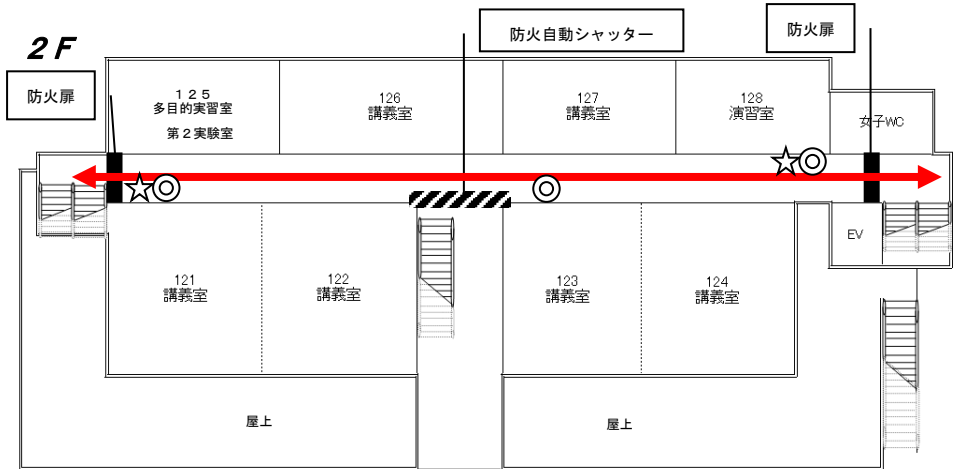 ２Ｆ
防火扉
防火自動シャッター
防火扉
１２５
多目的実習室
第２実験室
126
講義室
127
講義室
128
演習室
女子WC
EV
121
講義室
122
講義室
123
講義室
124
講義室
屋上
屋上